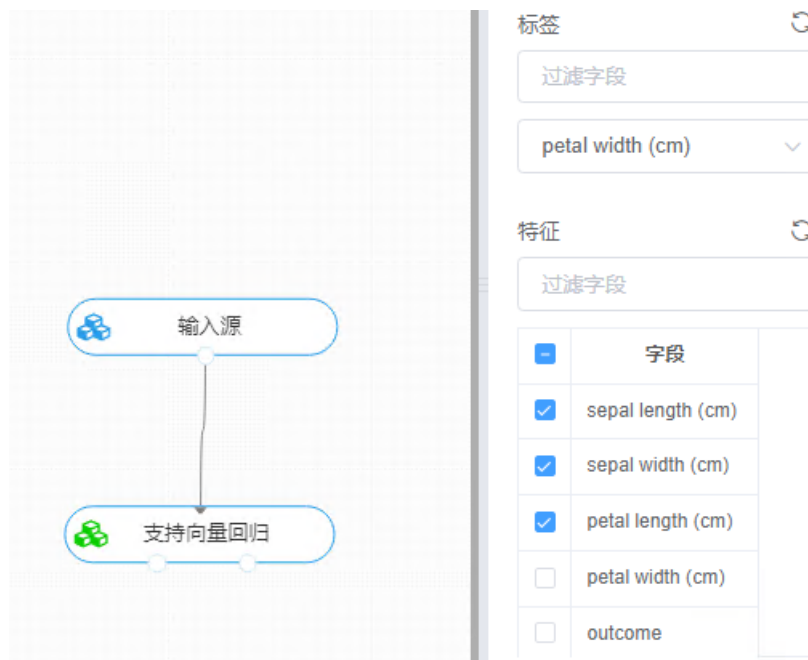 输入源
支持向量回归
标签
过滤字段
petal width (cm)
特征
过滤字段
字段
sepal length (cm)
sepal width (cm)
petal length (cm)
petal width (cm)
outcome